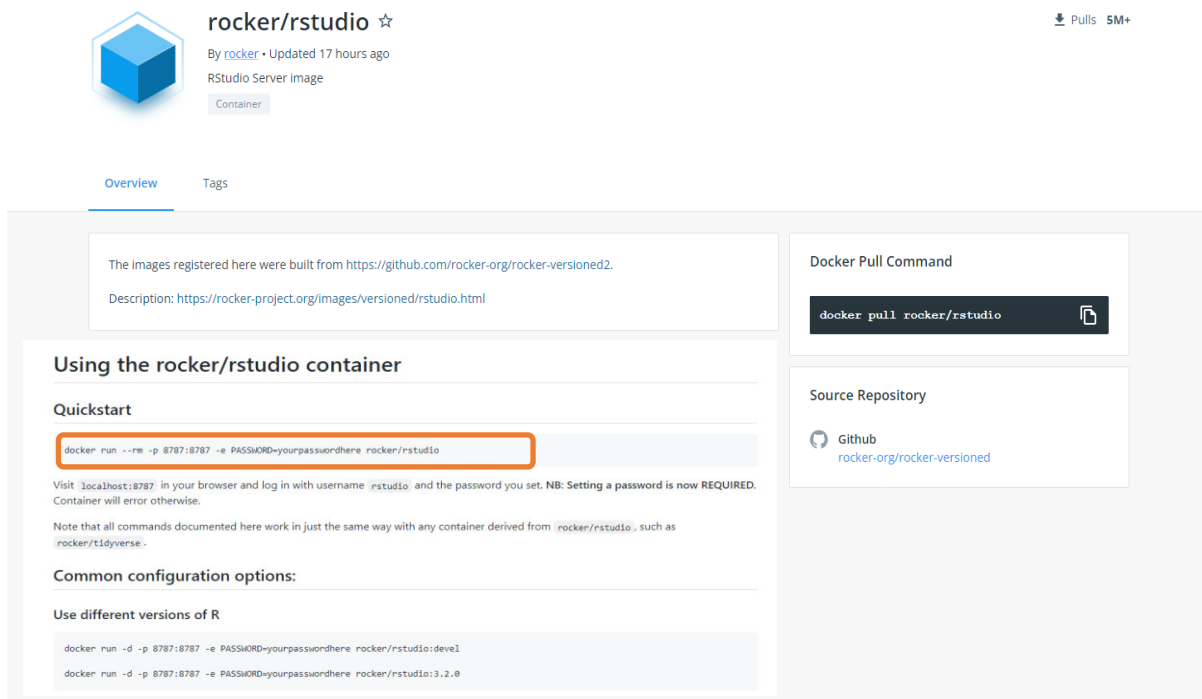 rocker/rstudio
Pulls 5M+
By rocker • Updated 17 hours ago
RStudio Server image
Container
Overview
Tags
The images registered here were built from https://github.com/rocker-org/rocker-versioned2.
Description: https://rocker-project.org/images/versioned/rstudio.html
Docker Pull Command
docker pull rocker/rstudio
Source Repository
Github
rocker-org/rocker-versioned
Using the rocker/rstudio container
Quickstart
docker run --rm -p 8787:8787 -e PASSWORD=yourpasswordhere rocker/rstudio
Visit localhost:8787 in your browser and log in with username rstudio and the password you set. NB: Setting a password is now REQUIRED.
Container will error otherwise.
Note that all commands documented here work in just the same way with any container derived from rocker/rstudio, such as
rocker/tidyverse.
Common configuration options:
Use different versions of R
docker run -d -p 8787:8787 -e PASSWORD=yourpasswordhere rocker/rstudio:devel
docker run -d -p 8787:8787 -e PASSWORD=yourpasswordhere rocker/rstudio:3.2.0